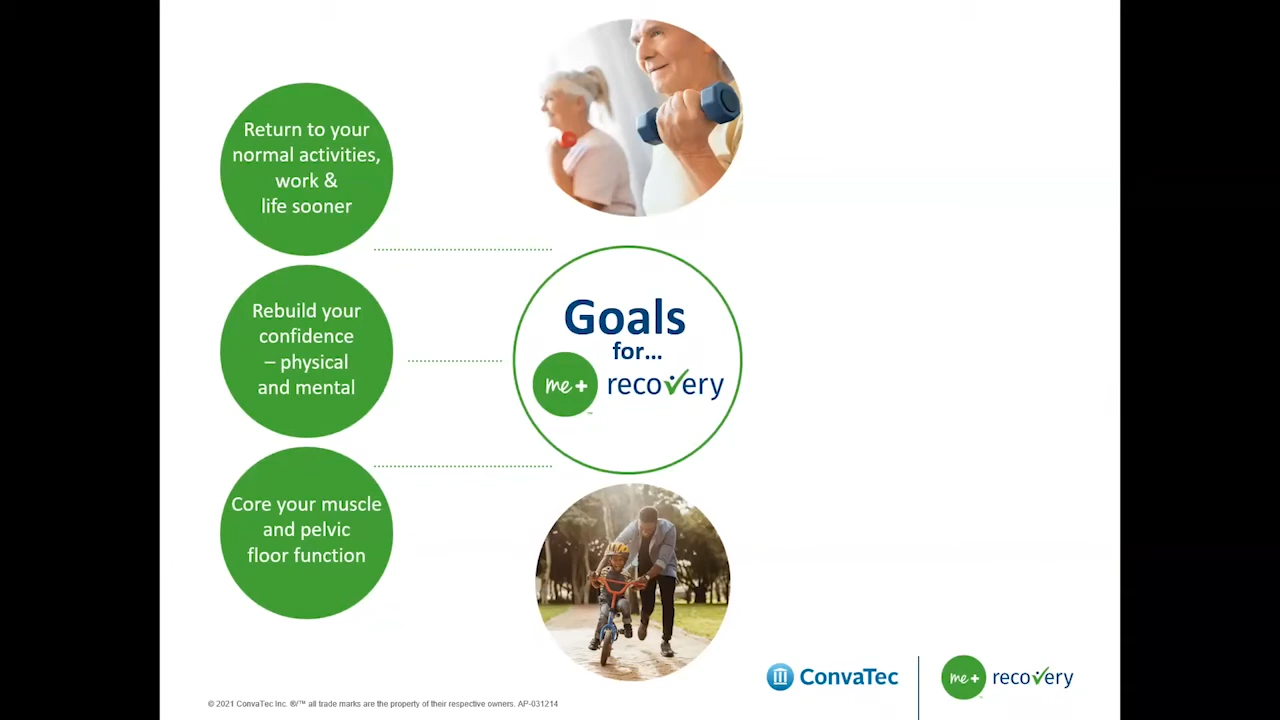 Return to your
normal activities,
work &
life sooner
Rebuild your
confidence
– physical
and mental
Core your muscle
and pelvic
floor function
Goals
for...
me+ recovery
™
ConvaTec
me+ recovery
© 2021 ConvaTec Inc. ®/™ all trade marks are the property of their respective owners. AP-031214